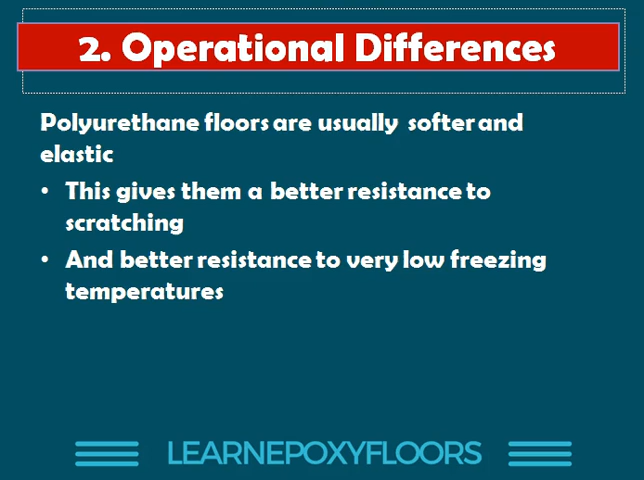 2. Operational Differences
Polyurethane floors are usually softer and
elastic
• This gives them a better resistance to
scratching
• And better resistance to very low freezing
temperatures
LEARNEPOXYFLOORS